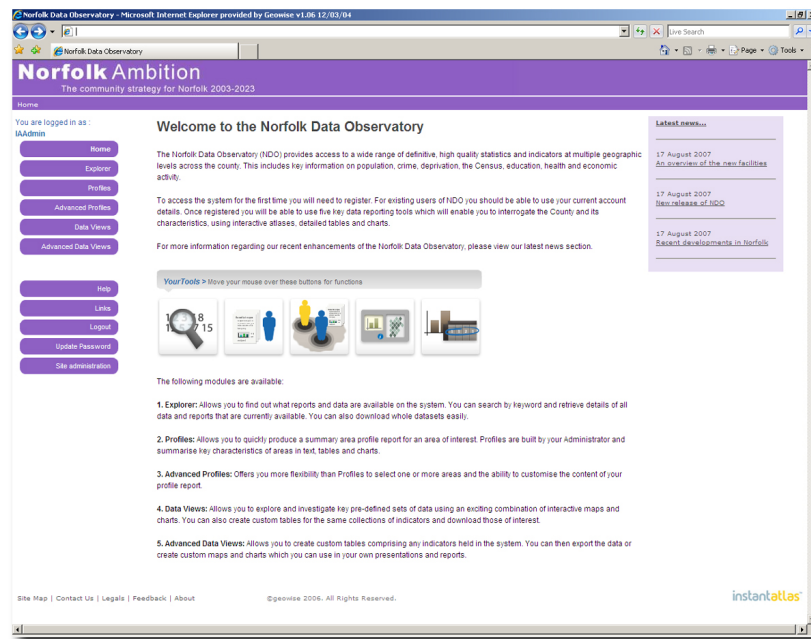 Norfolk Data Observatory - Microsoft Internet Explorer provided by Geowise v1.06 12/03/04
Live Search
Norfolk Data Observatory
Page
Tools
Norfolk Ambition
The community strategy for Norfolk 2003-2023
Home
You are logged in as :
IAAdmin
Home
Explorer
Profiles
Advanced Profiles
Data Views
Advanced Data Views
Help
Links
Logout
Update Password
Site administration
Welcome to the Norfolk Data Observatory
The Norfolk Data Observatory (NDO) provides access to a wide range of definitive, high quality statistics and indicators at multiple geographic
levels across the county. This includes key information on population, crime, deprivation, the Census, education, health and economic
activity.
To access the system for the first time you will need to register. For existing users of NDO you should be able to use your current account
details. Once registered you will be able to use five key data reporting tools which will enable you to interrogate the County and its
characteristics, using interactive atlases, detailed tables and charts.
For more information regarding our recent enhancements of the Norfolk Data Observatory, please view our latest news section.
YourTools > Move your mouse over these buttons for functions
The following modules are available:
1. Explorer: Allows you to find out what reports and data are available on the system. You can search by keyword and retrieve details of all
data and reports that are currently available. You can also download whole datasets easily.
2. Profiles: Allows you to quickly produce a summary area profile report for an area of interest. Profiles are built by your Administrator and
summarise key characteristics of areas in text, tables and charts.
3. Advanced Profiles: Offers you more flexibility than Profiles to select one or more areas and the ability to customise the content of your
profile report.
4. Data Views: Allows you to explore and investigate key pre-defined sets of data using an exciting combination of interactive maps and
charts. You can also create custom tables for the same collections of indicators and download those of interest.
5. Advanced Data Views: Allows you to create custom tables comprising any indicators held in the system. You can then export the data or
create custom maps and charts which you can use in your own presentations and reports.
Latest news...
17 August 2007
An overview of the new facilities
17 August 2007
New release of NDO
17 August 2007
Recent developments in Norfolk
Site Map | Contact Us | Legals | Feedback | About
©geowise 2006. All Rights Reserved.
instantatlas